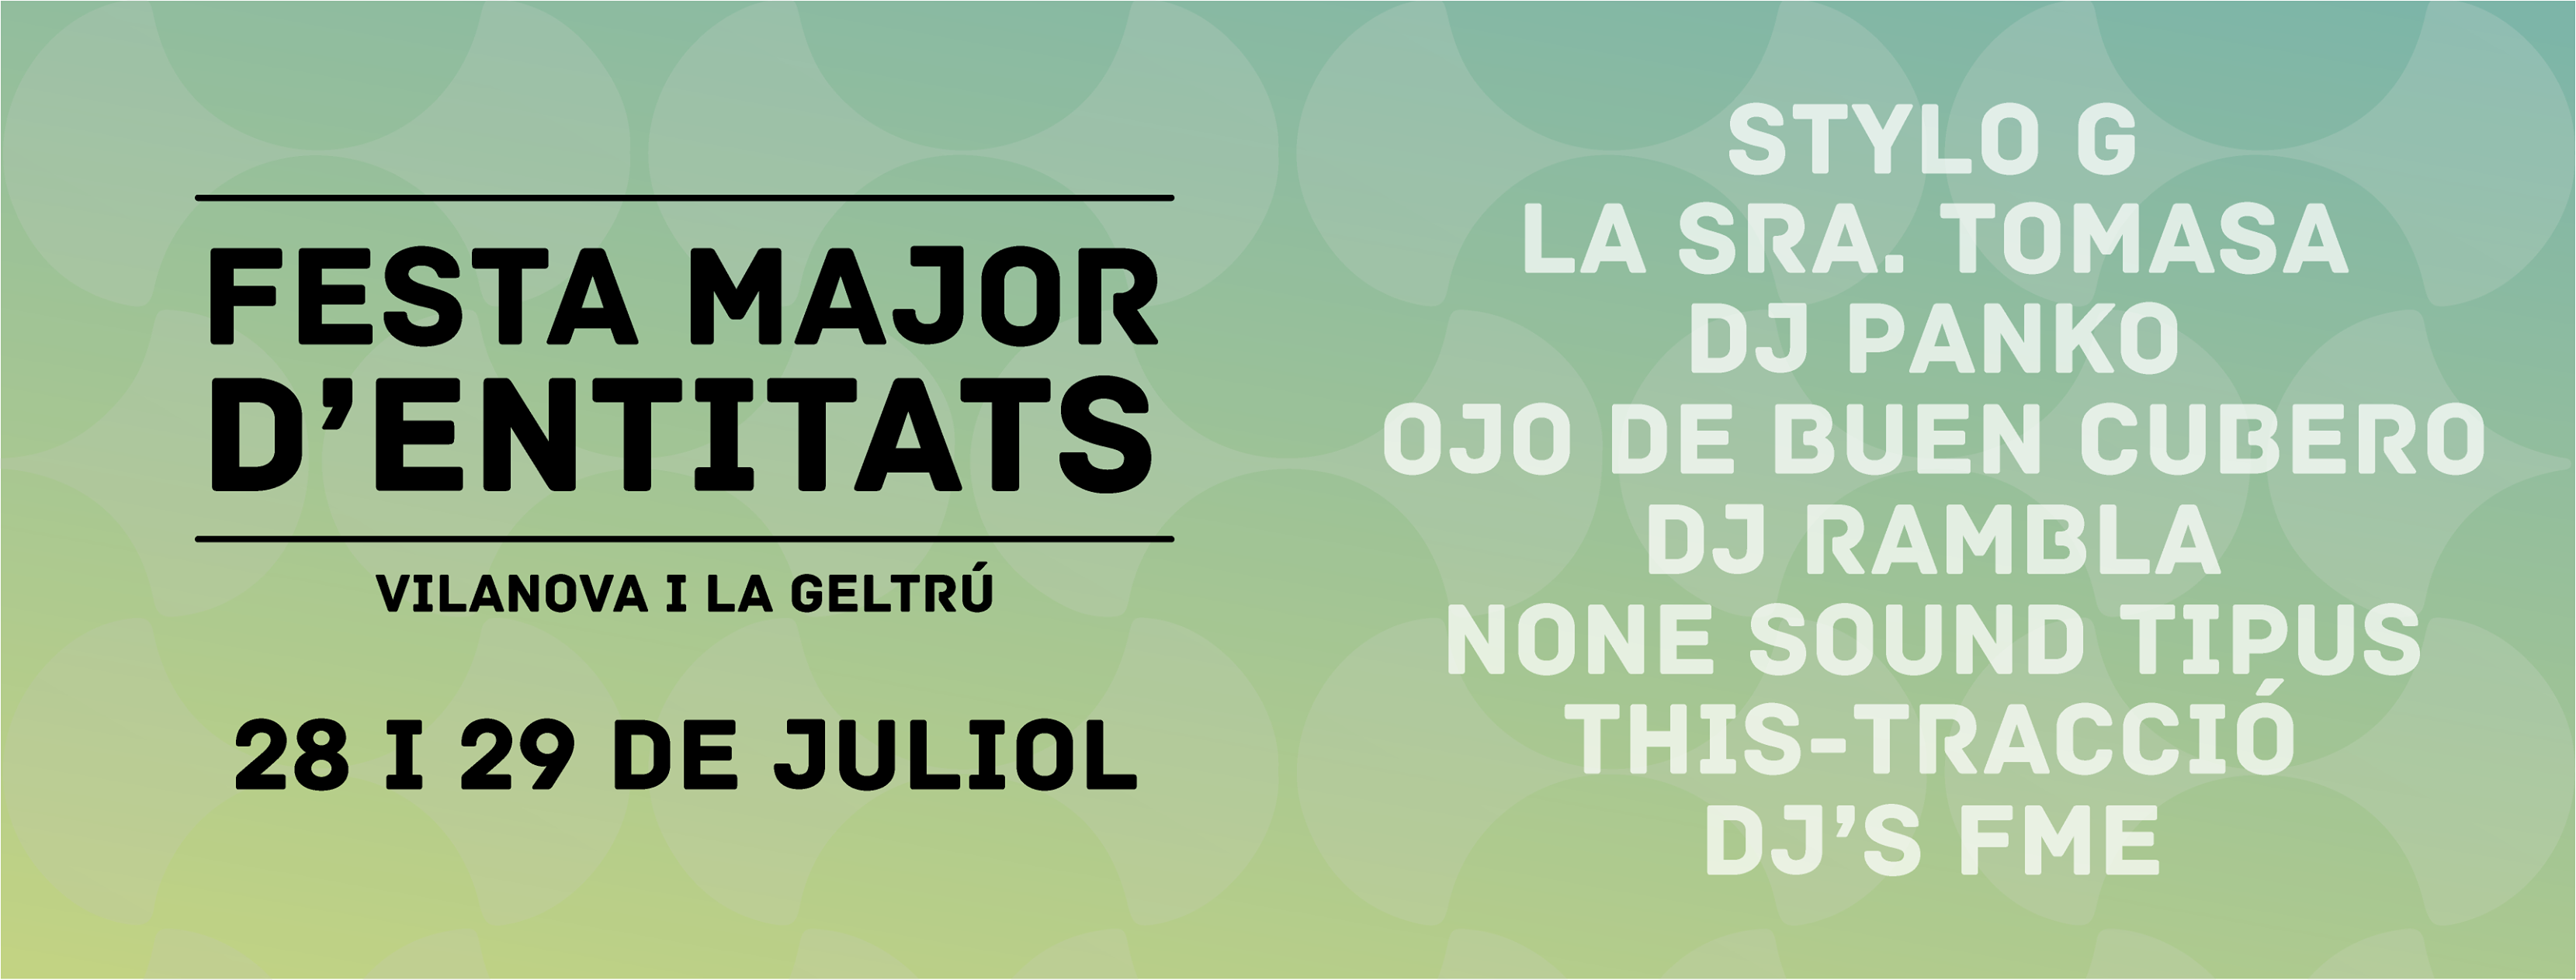 FESTA MAJOR
D’ENTITATS
VILANOVA I LA GELTRÚ
28 I 29 DE JULIOL
STYLO G
LA SRA. TOMASA
DJ PANKO
OJO DE BUEN CUBERO
DJ RAMBLA
NONE SOUND TIPUS
THIS-TRACCIÓ
DJ’S FME